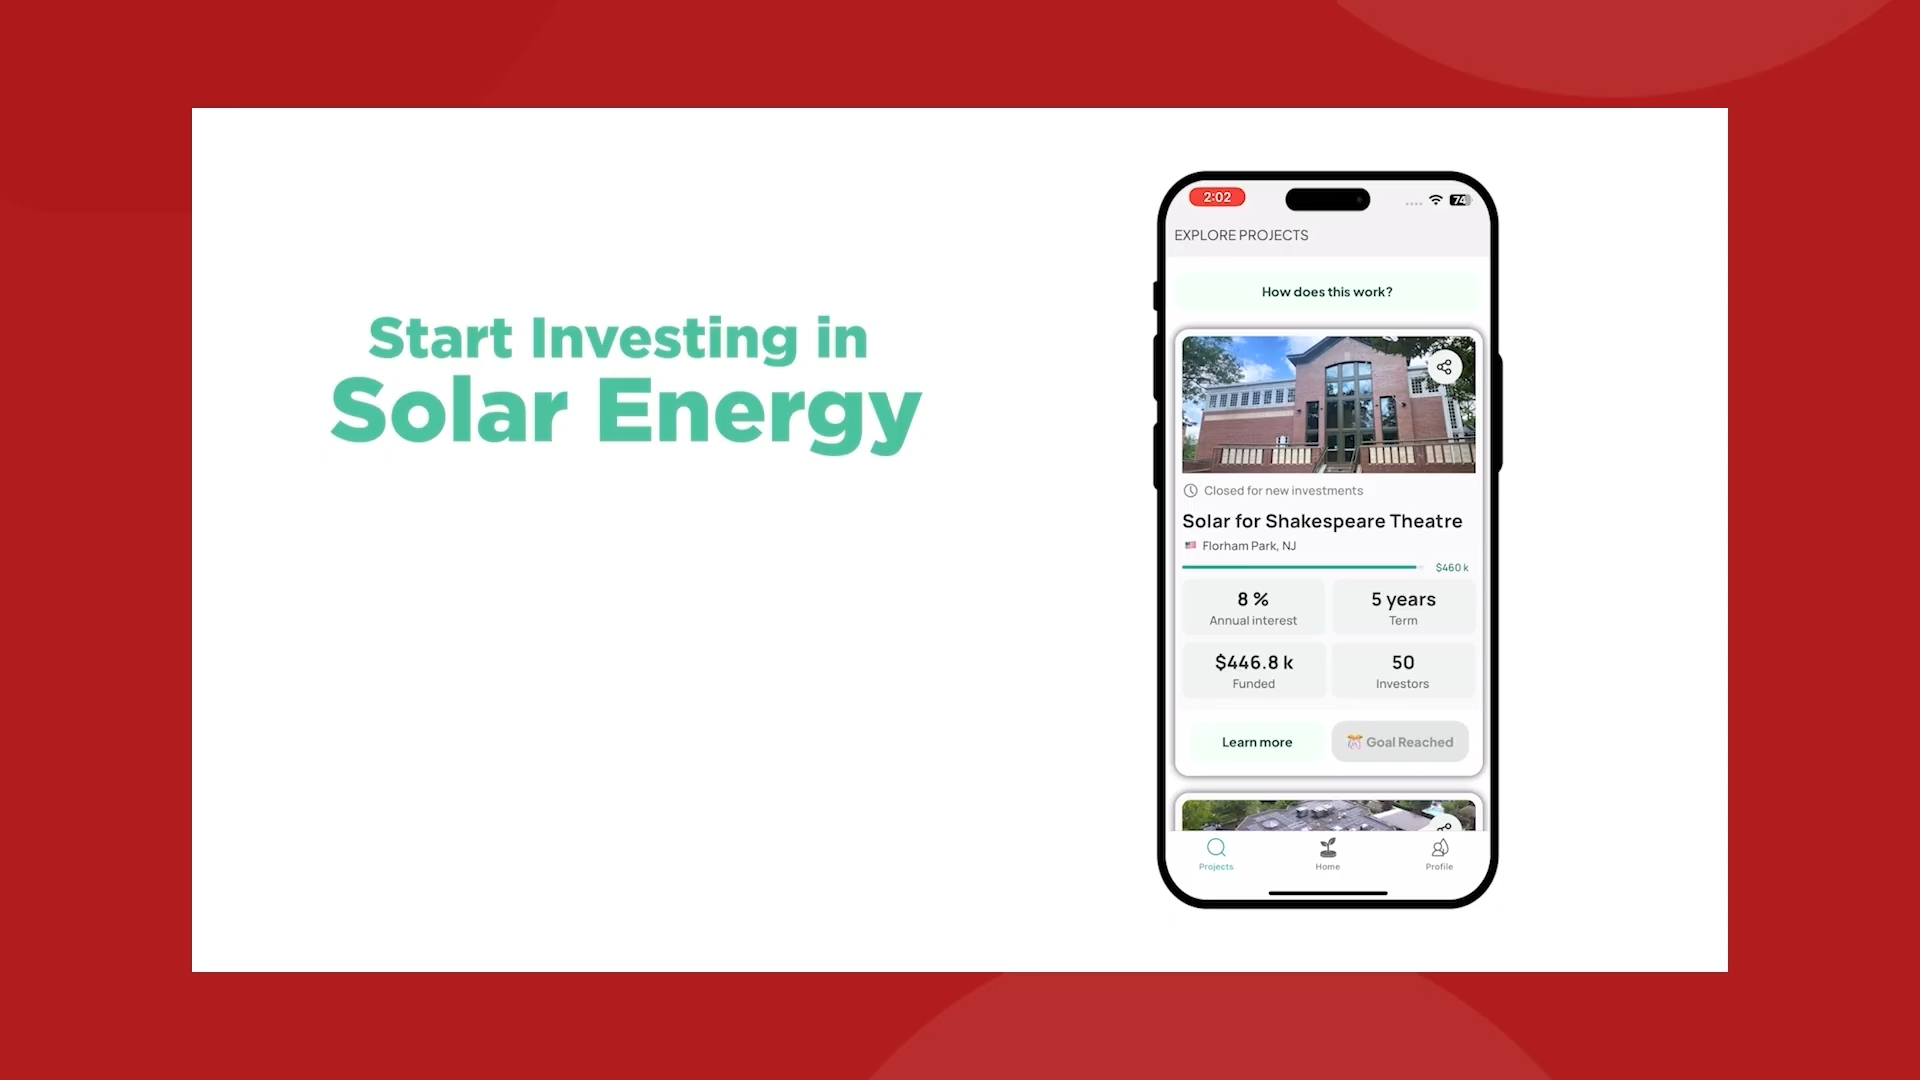 Start Investing in
Solar Energy
2:02
74
EXPLORE PROJECTS
How does this work?
Closed for new investments
Solar for Shakespeare Theatre
Florham Park, NJ
$460 k
8 %
Annual interest
5 years
Term
$446.8 k
Funded
50
Investors
Learn more
Goal Reached
Projects
Home
Profile